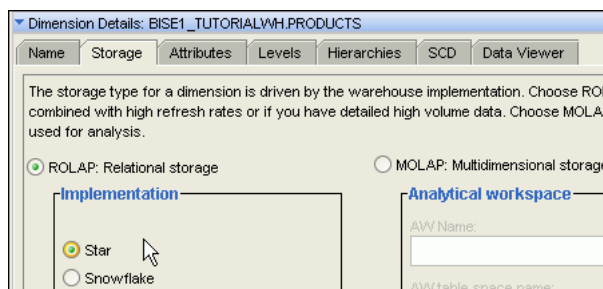 Dimension Details: BISE1_TUTORIALWH.PRODUCTS
Name Storage Attributes Levels Hierarchies SCD Data Viewer
The storage type for a dimension is driven by the warehouse implementation. Choose
combined with high refresh rates or if you have detailed high volume data. Choose
used for analysis.
ROLAP: Relational storage MOLAP: Multidimensional storage
Implementation Analytical workspace
AW Name:
Star
Snowflake
AW table space name: